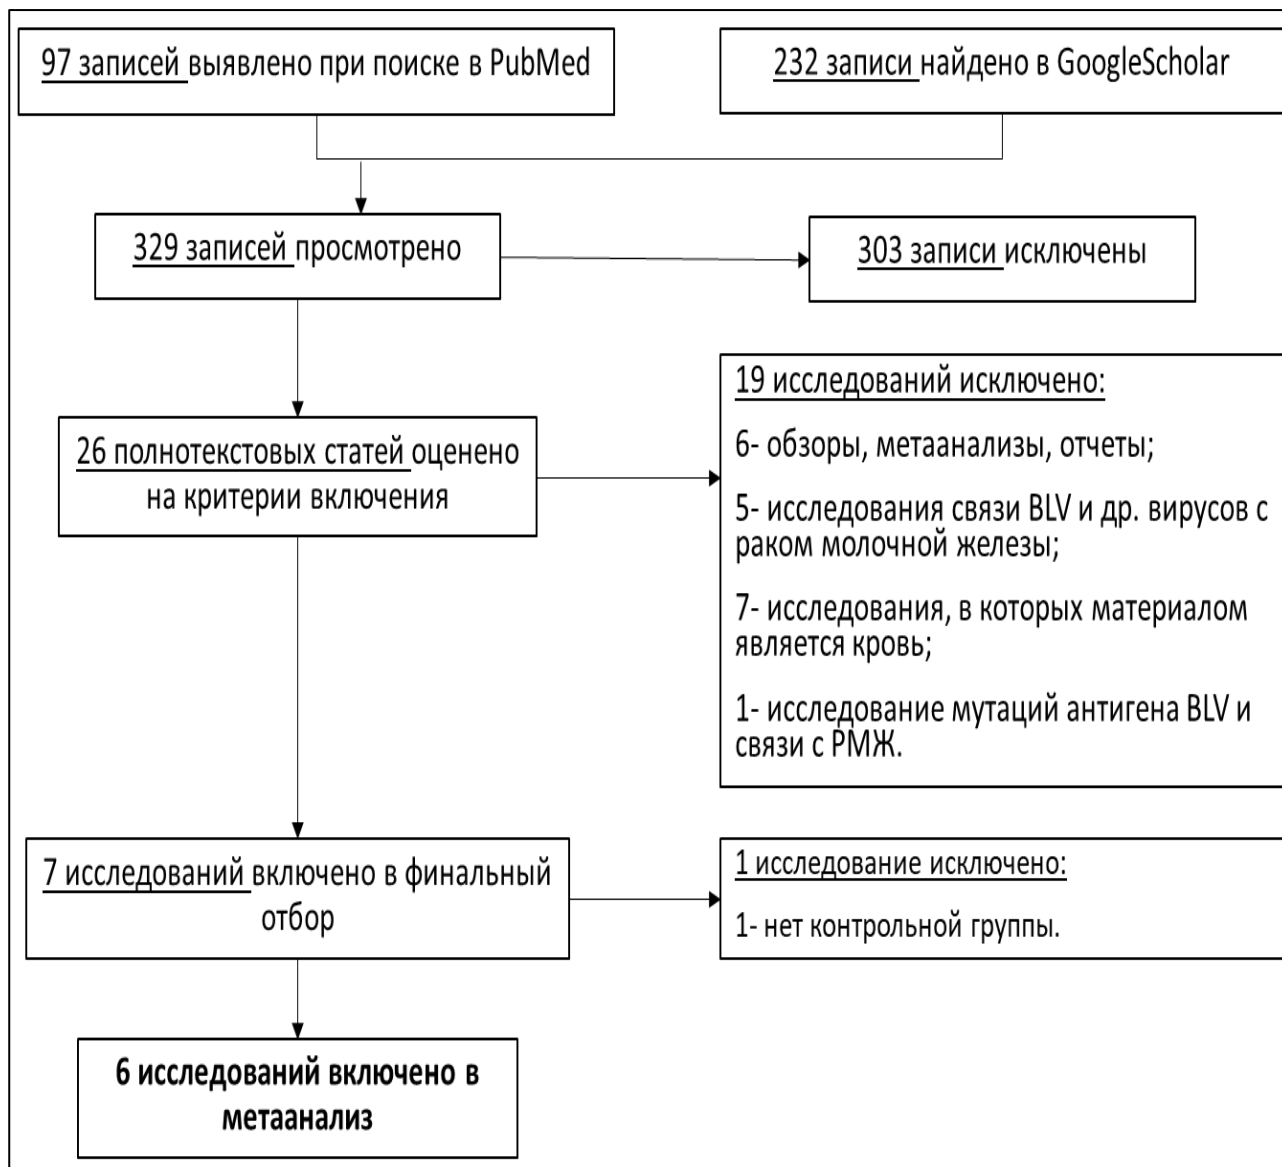 97 записей выявлено при поиске в PubMed
232 записи найдено в GoogleScholar
329 записей просмотрено
303 записи исключены
26 полнотекстовых статей оценено
на критерии включения
19 исследований исключено:
6- обзоры, метаанализы, отчеты;
5- исследования связи BLV и др. вирусов с
раком молочной железы;
7- исследования, в которых материалом
является кровь;
1- исследование мутаций антигена BLV и
связи с РМЖ.
7 исследований включено в финальный
отбор
1 исследование исключено:
1- нет контрольной группы.
6 исследований включено в
метаанализ